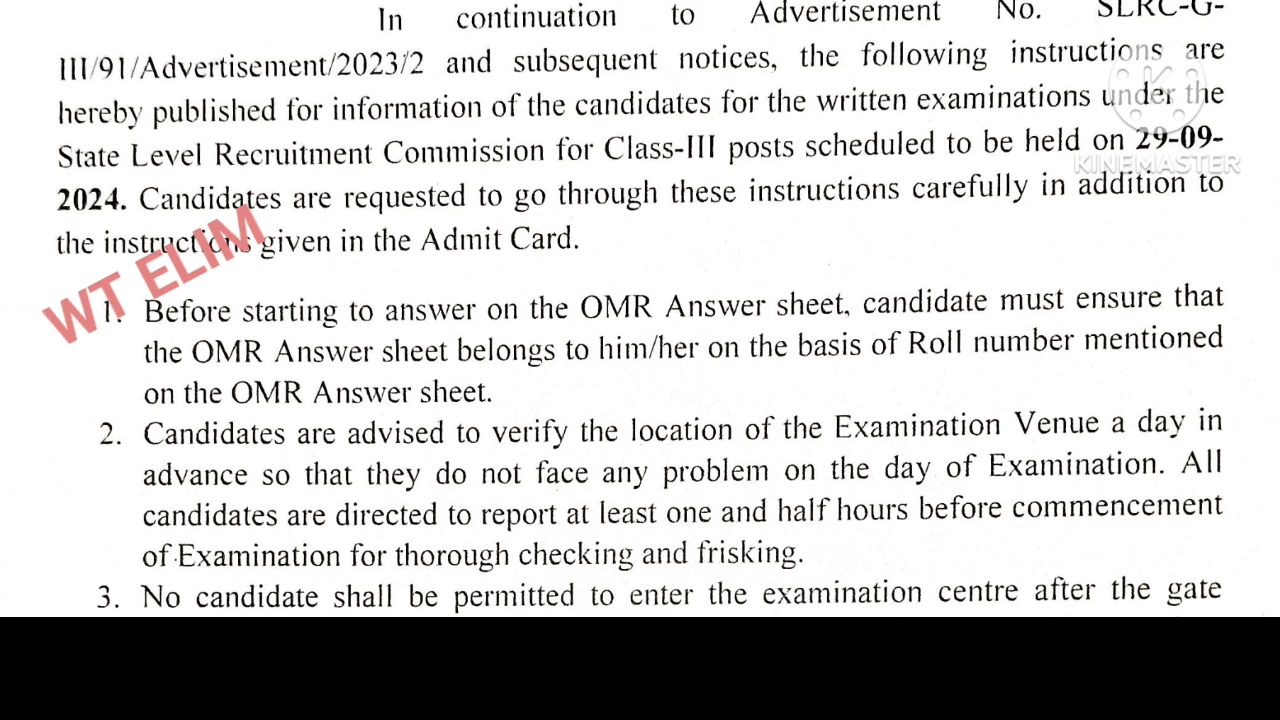 In continuation to Advertisement No. SLRC-G-
III/91/Advertisement/2023/2 and subsequent notices, the following instructions are
hereby published for information of the candidates for the written examinations under the
State Level Recruitment Commission for Class-III posts scheduled to be held on 29-09-
2024. Candidates are requested to go through these instructions carefully in addition to
the instructions given in the Admit Card.
KINEMASTER
WT ELIM
1. Before starting to answer on the OMR Answer sheet, candidate must ensure that
the OMR Answer sheet belongs to him/her on the basis of Roll number mentioned
on the OMR Answer sheet.
2. Candidates are advised to verify the location of the Examination Venue a day in
advance so that they do not face any problem on the day of Examination. All
candidates are directed to report at least one and half hours before commencement
of Examination for thorough checking and frisking.
3. No candidate shall be permitted to enter the examination centre after the gate